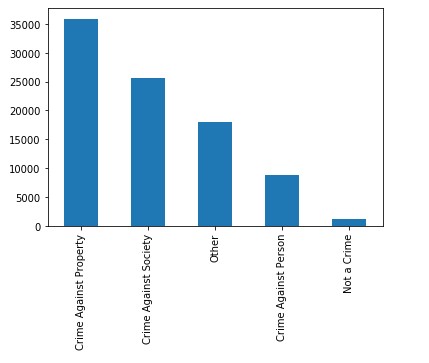 35000
30000
25000
20000
15000
10000
5000
0
Crime Against Property
Crime Against Society
Other
Crime Against Person
Not a Crime